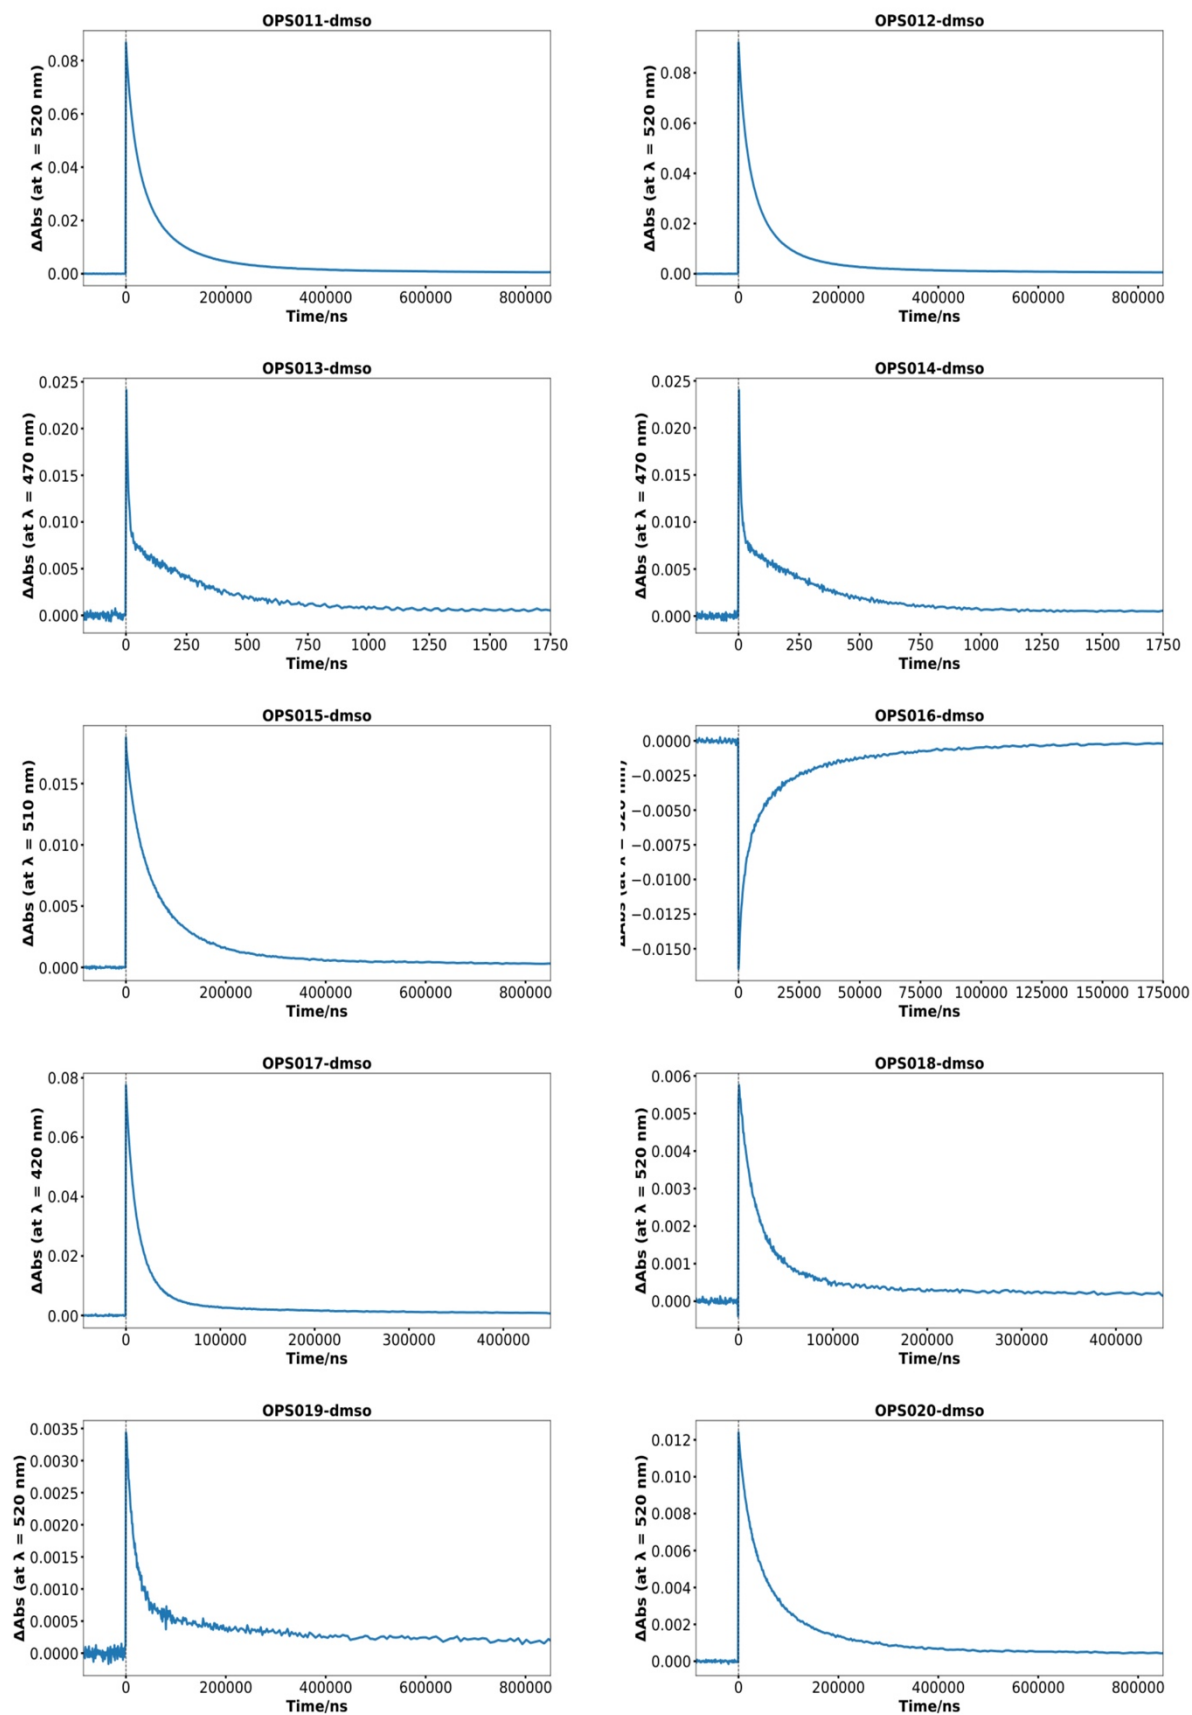 OPS011-dmso
ΔAbs (at λ = 520 nm)
0.08
0.06
0.04
0.02
0.00
0 200000 400000 600000 800000
Time/ns
OPS012-dmso
ΔAbs (at λ = 520 nm)
0.08
0.06
0.04
0.02
0.00
0 200000 400000 600000 800000
Time/ns
OPS013-dmso
ΔAbs (at λ = 470 nm)
0.025
0.020
0.015
0.010
0.005
0.000
0 250 500 750 1000 1250 1500 1750
Time/ns
OPS014-dmso
ΔAbs (at λ = 470 nm)
0.025
0.020
0.015
0.010
0.005
0.000
0 250 500 750 1000 1250 1500 1750
Time/ns
OPS015-dmso
ΔAbs (at λ = 510 nm)
0.015
0.010
0.005
0.000
0 200000 400000 600000 800000
Time/ns
OPS016-dmso
0.0000
−0.0025
−0.0050
−0.0075
−0.0100
−0.0125
−0.0150
0 25000 50000 75000 100000 125000 150000 175000
Time/ns
OPS017-dmso
ΔAbs (at λ = 420 nm)
0.08
0.06
0.04
0.02
0.00
0 100000 200000 300000 400000
Time/ns
OPS018-dmso
ΔAbs (at λ = 520 nm)
0.006
0.005
0.004
0.003
0.002
0.001
0.000
0 100000 200000 300000 400000
Time/ns
OPS019-dmso
ΔAbs (at λ = 520 nm)
0.0035
0.0030
0.0025
0.0020
0.0015
0.0010
0.0005
0.0000
0 200000 400000 600000 800000
Time/ns
OPS020-dmso
ΔAbs (at λ = 520 nm)
0.012
0.010
0.008
0.006
0.004
0.002
0.000
0 200000 400000 600000 800000
Time/ns